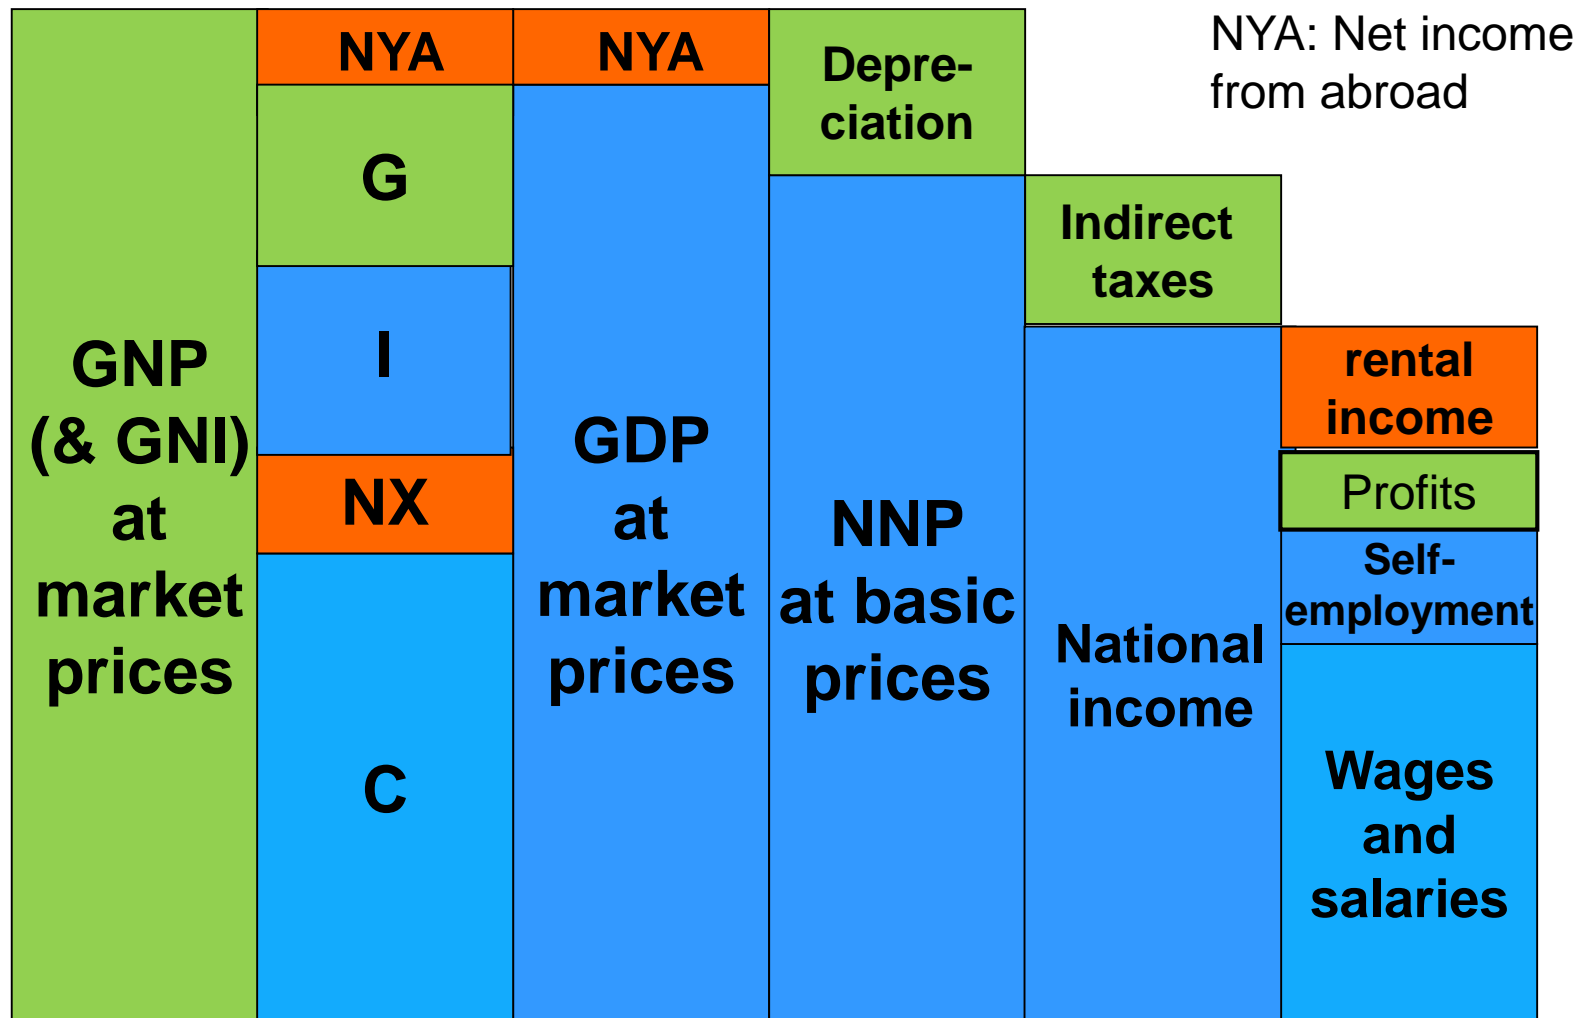 GNP
(& GNI)
at
market
prices
NYA
G
I
NX
C
NYA
GDP
at
market
prices
Depre-
ciation
NNP
at basic
prices
Indirect
taxes
National
income
NYA: Net income
from abroad
rental
income
Profits
Self-
employment
Wages
and
salaries